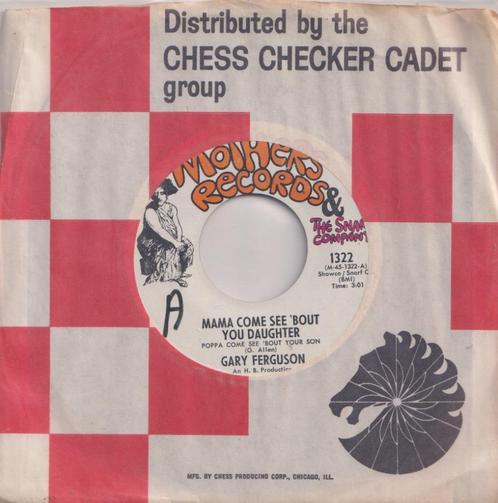 Distributed by the
CHESS CHECKER CADET
group
MOTHERS
RECORDS &
THE SNARF
COMPANY
1322
(M-45-1322-A)
Showco/Snarf
(BMI)
Time: 3:01
A
MAMA COME SEE 'BOUT
YOU DAUGHTER
POPPA COME SEE 'BOUT YOUR SON
(G. Allen)
GARY FERGUSON
An H. B. Production
MFG. BY CHESS PRODUCING CORP., CHICAGO, ILL.